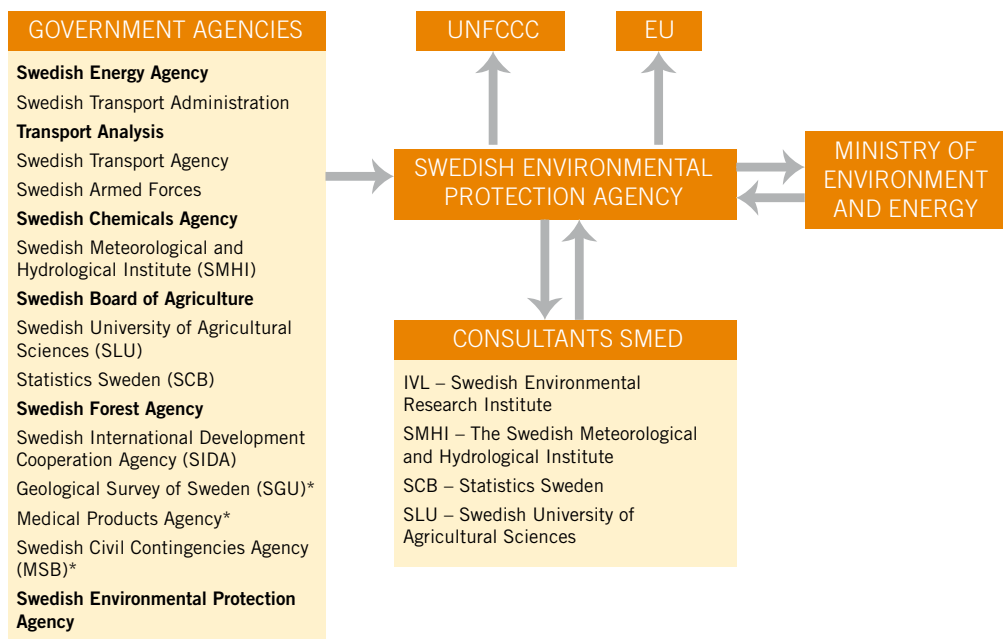 GOVERNMENT AGENCIES
Swedish Energy Agency
Swedish Transport Administration
Transport Analysis
Swedish Transport Agency
Swedish Armed Forces
Swedish Chemicals Agency
Swedish Meteorological and
Hydrological Institute (SMHI)
Swedish Board of Agriculture
Swedish University of Agricultural
Sciences (SLU)
Statistics Sweden (SCB)
Swedish Forest Agency
Swedish International Development
Cooperation Agency (SIDA)
Geological Survey of Sweden (SGU)*
Medical Products Agency*
Swedish Civil Contingencies Agency
(MSB)*
Swedish Environmental Protection
Agency
UNFCCC
EU
SWEDISH ENVIRONMENTAL
PROTECTION AGENCY
MINISTRY OF
ENVIRONMENT
AND ENERGY
CONSULTANTS SMED
IVL – Swedish Environmental
Research Institute
SMHI – The Swedish Meteorological
and Hydrological Institute
SCB – Statistics Sweden
SLU – Swedish University of
Agricultural Sciences